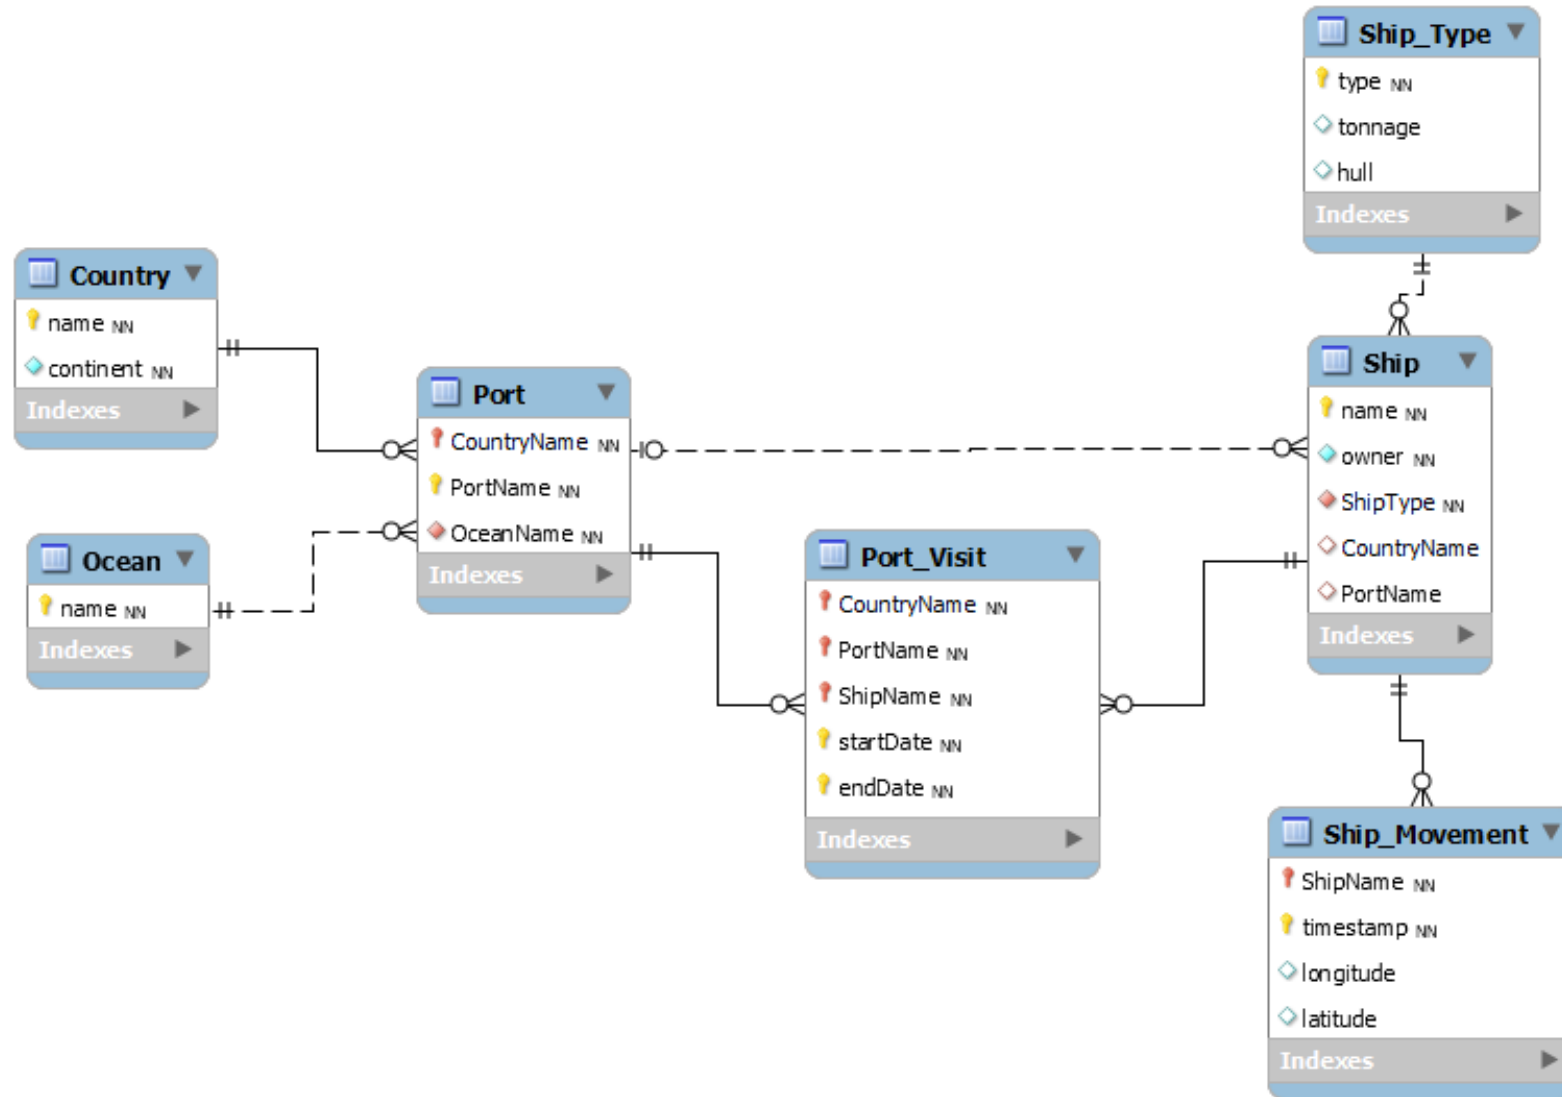 Ship_Type
type NN
tonnage
hull
Indexes
Country
name NN
continent NN
Indexes
Port
CountryName NN
PortName NN
OceanName NN
Indexes
Ship
name NN
owner NN
ShipType NN
CountryName
PortName
Indexes
Ocean
name NN
Indexes
Port_Visit
CountryName NN
PortName NN
ShipName NN
startDate NN
endDate NN
Indexes
Ship_Movement
ShipName NN
timestamp NN
longitude
latitude
Indexes